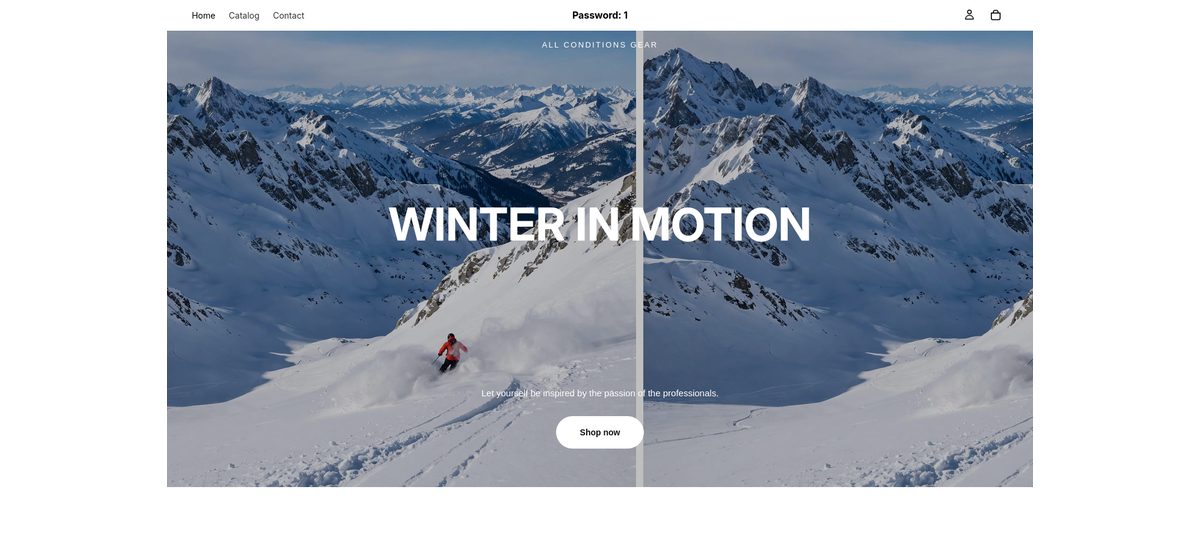 Home Catalog Contact Password: 1
ALL CONDITIONS GEAR
WINTER IN MOTION
Let yourself be inspired by the passion of the professionals.
Shop now